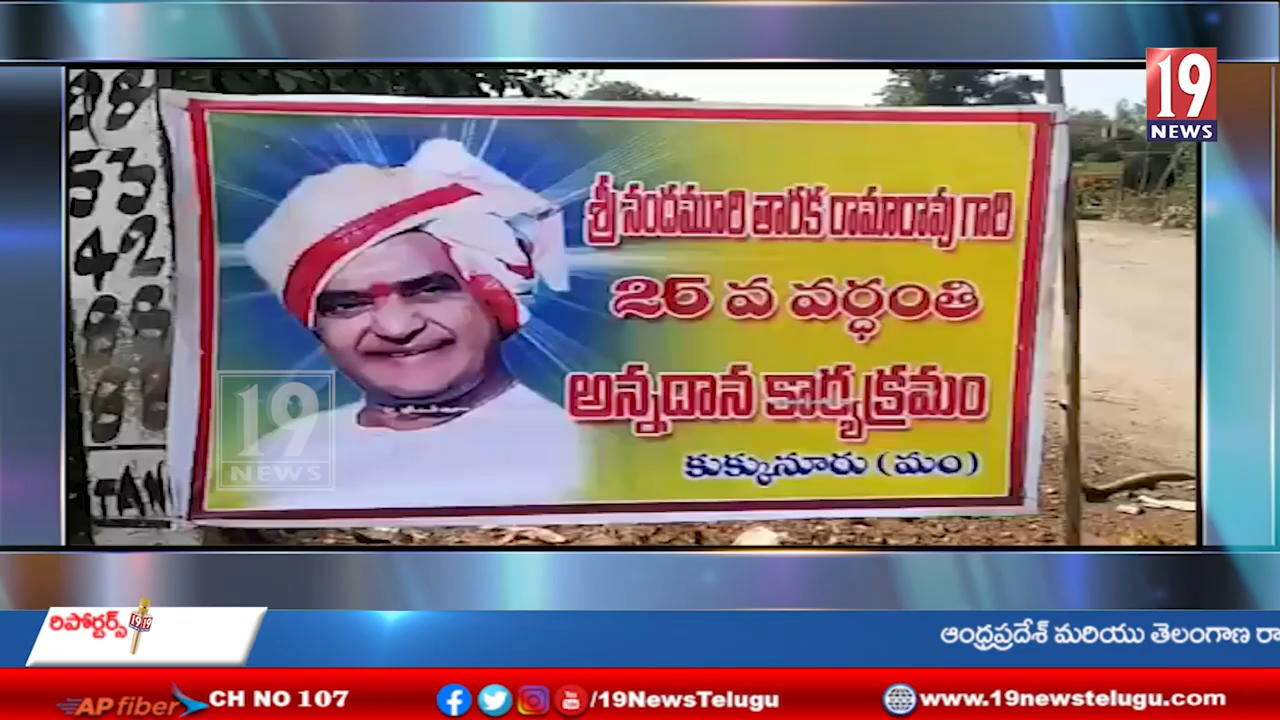 19
NEWS
శ్రీ నందమూరి తారక రామారావు గారి
25 వ వర్ధంతి
అన్నదాన కార్యక్రమం
కుక్కునూరు (మం)
19
NEWS
రిపోర్టర్స్
ఆంధ్రప్రదేశ్ మరియు తెలంగాణ రా
AP fiber CH NO 107
/19NewsTelugu
www.19newstelugu.com